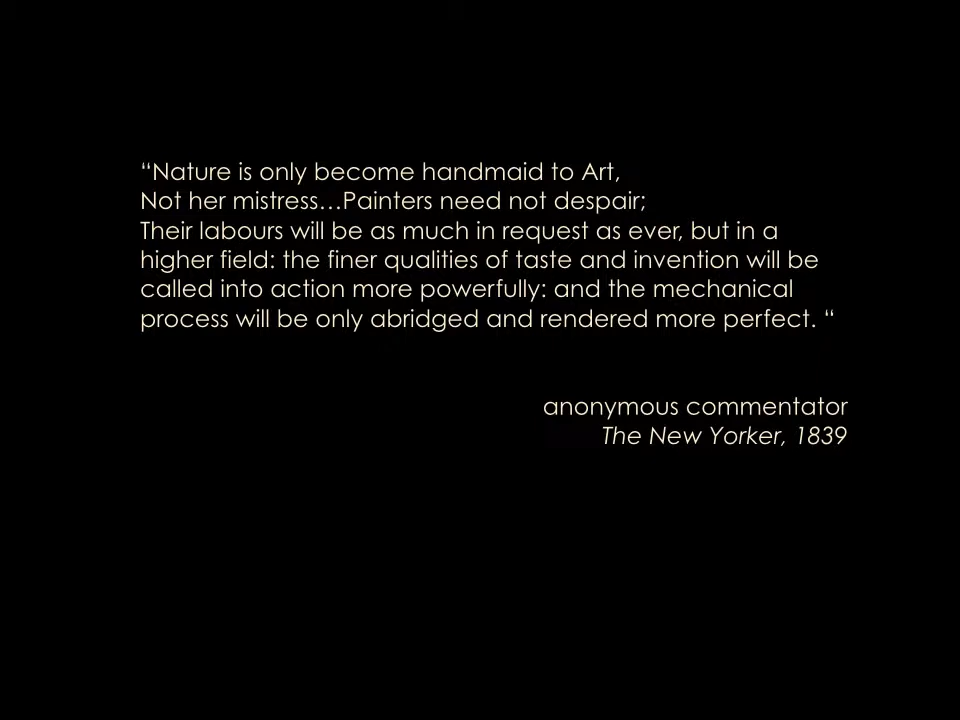 “Nature is only become handmaid to Art,
Not her mistress…Painters need not despair;
Their labours will be as much in request as ever, but in a
higher field: the finer qualities of taste and invention will be
called into action more powerfully: and the mechanical
process will be only abridged and rendered more perfect. “
anonymous commentator
The New Yorker, 1839